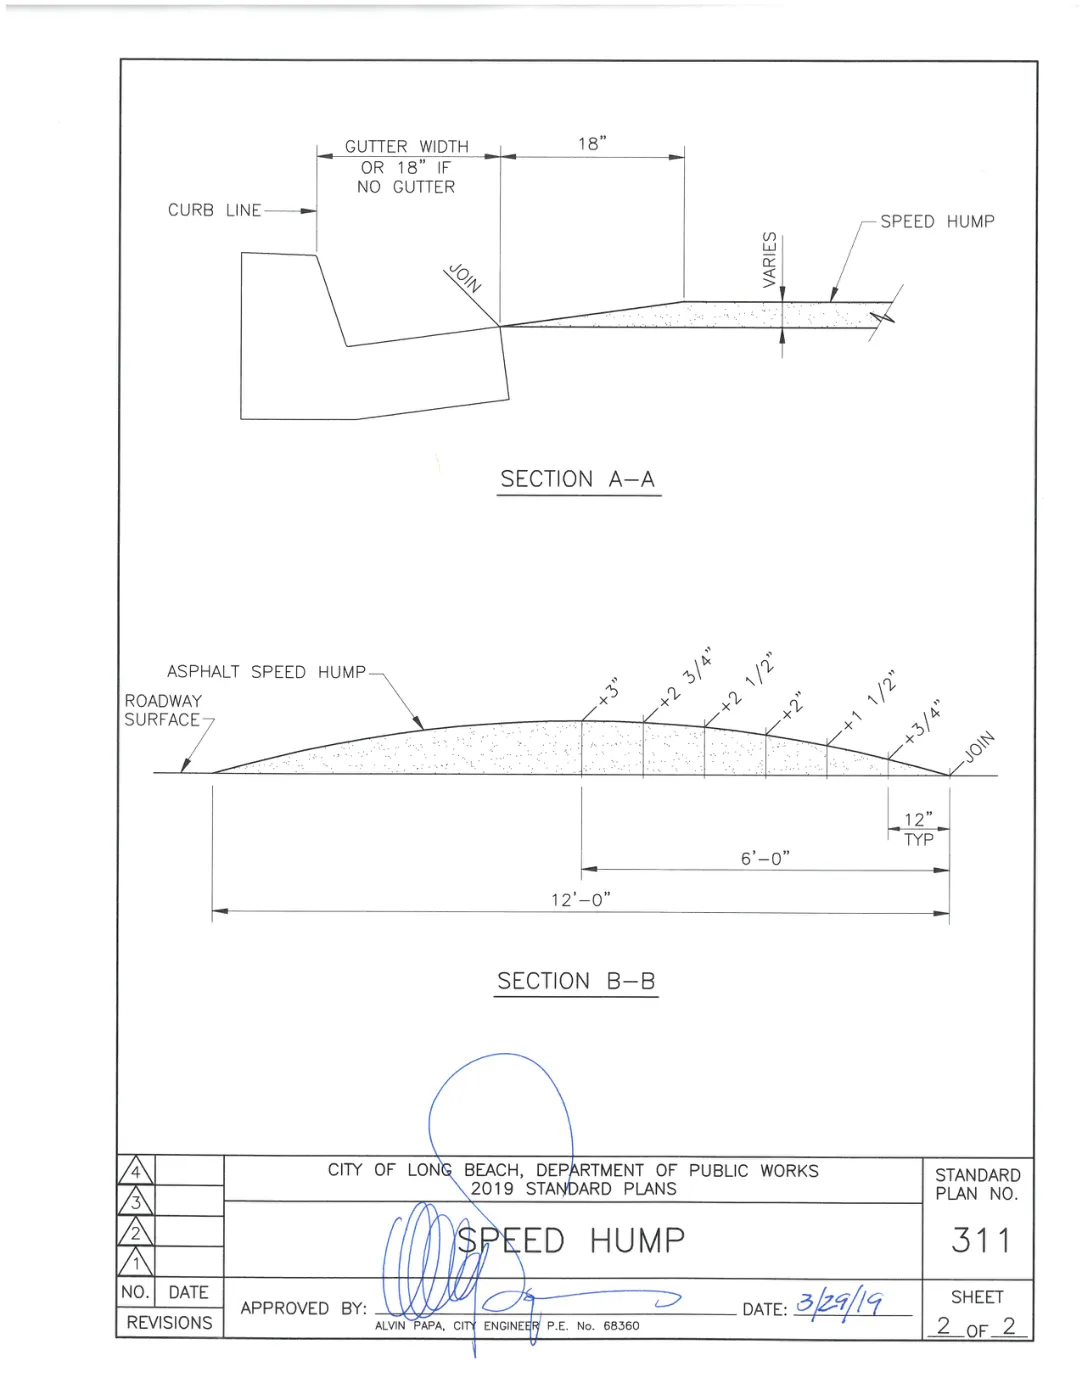 GUTTER WIDTH
OR 18" IF
NO GUTTER
18"
CURB LINE
JOIN
VARIES
SPEED HUMP
SECTION A-A
ASPHALT SPEED HUMP
ROADWAY
SURFACE
+3"
+2 3/4"
+2 1/2"
+2"
+1 1/2"
+3/4"
JOIN
12"
TYP
6'-0"
12'-0"
SECTION B-B
4
3
2
1
NO. DATE
REVISIONS
CITY OF LONG BEACH, DEPARTMENT OF PUBLIC WORKS
2019 STANDARD PLANS
SPEED HUMP
APPROVED BY:
ALVIN PAPA, CITY ENGINEER P.E. No. 68360
DATE: 3/29/19
STANDARD
PLAN NO.
311
SHEET
2 OF 2